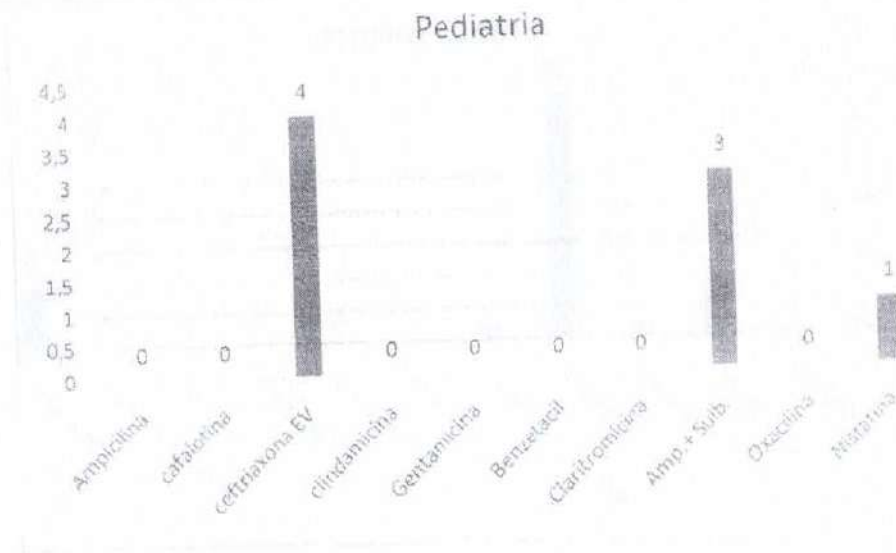 Pediatria
4,5
4
3,5
3
2,5
2
1,5
1
0,5
0
0
0
4
0
0
0
0
3
0
1
Ampicilina
cafalotina
ceftriaxona EV
clindamicina
Gentamicina
Benzetacil
Claritromicina
Amp.+ Sulb.
Oxacilina
Nistatina